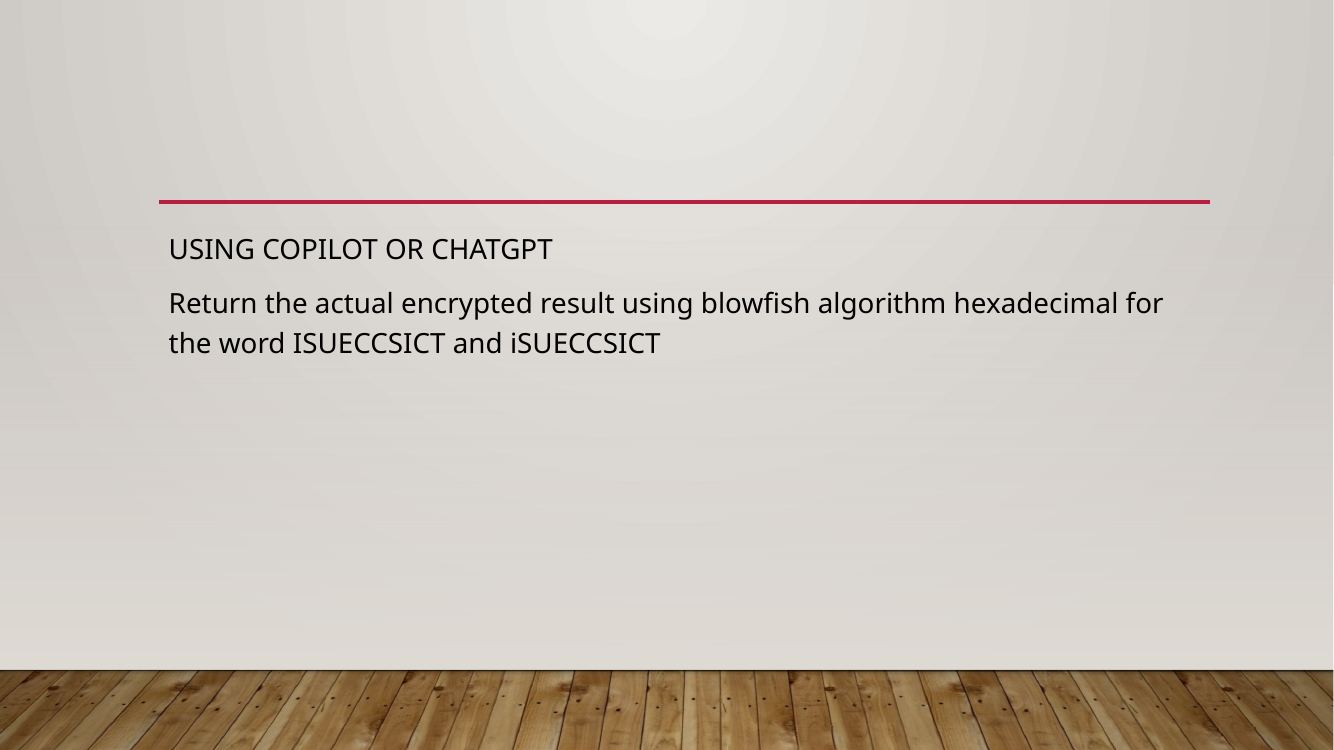 USING COPILOT OR CHATGPT
Return the actual encrypted result using blowfish algorithm hexadecimal for
the word ISUECCSICT and iSUECCSICT